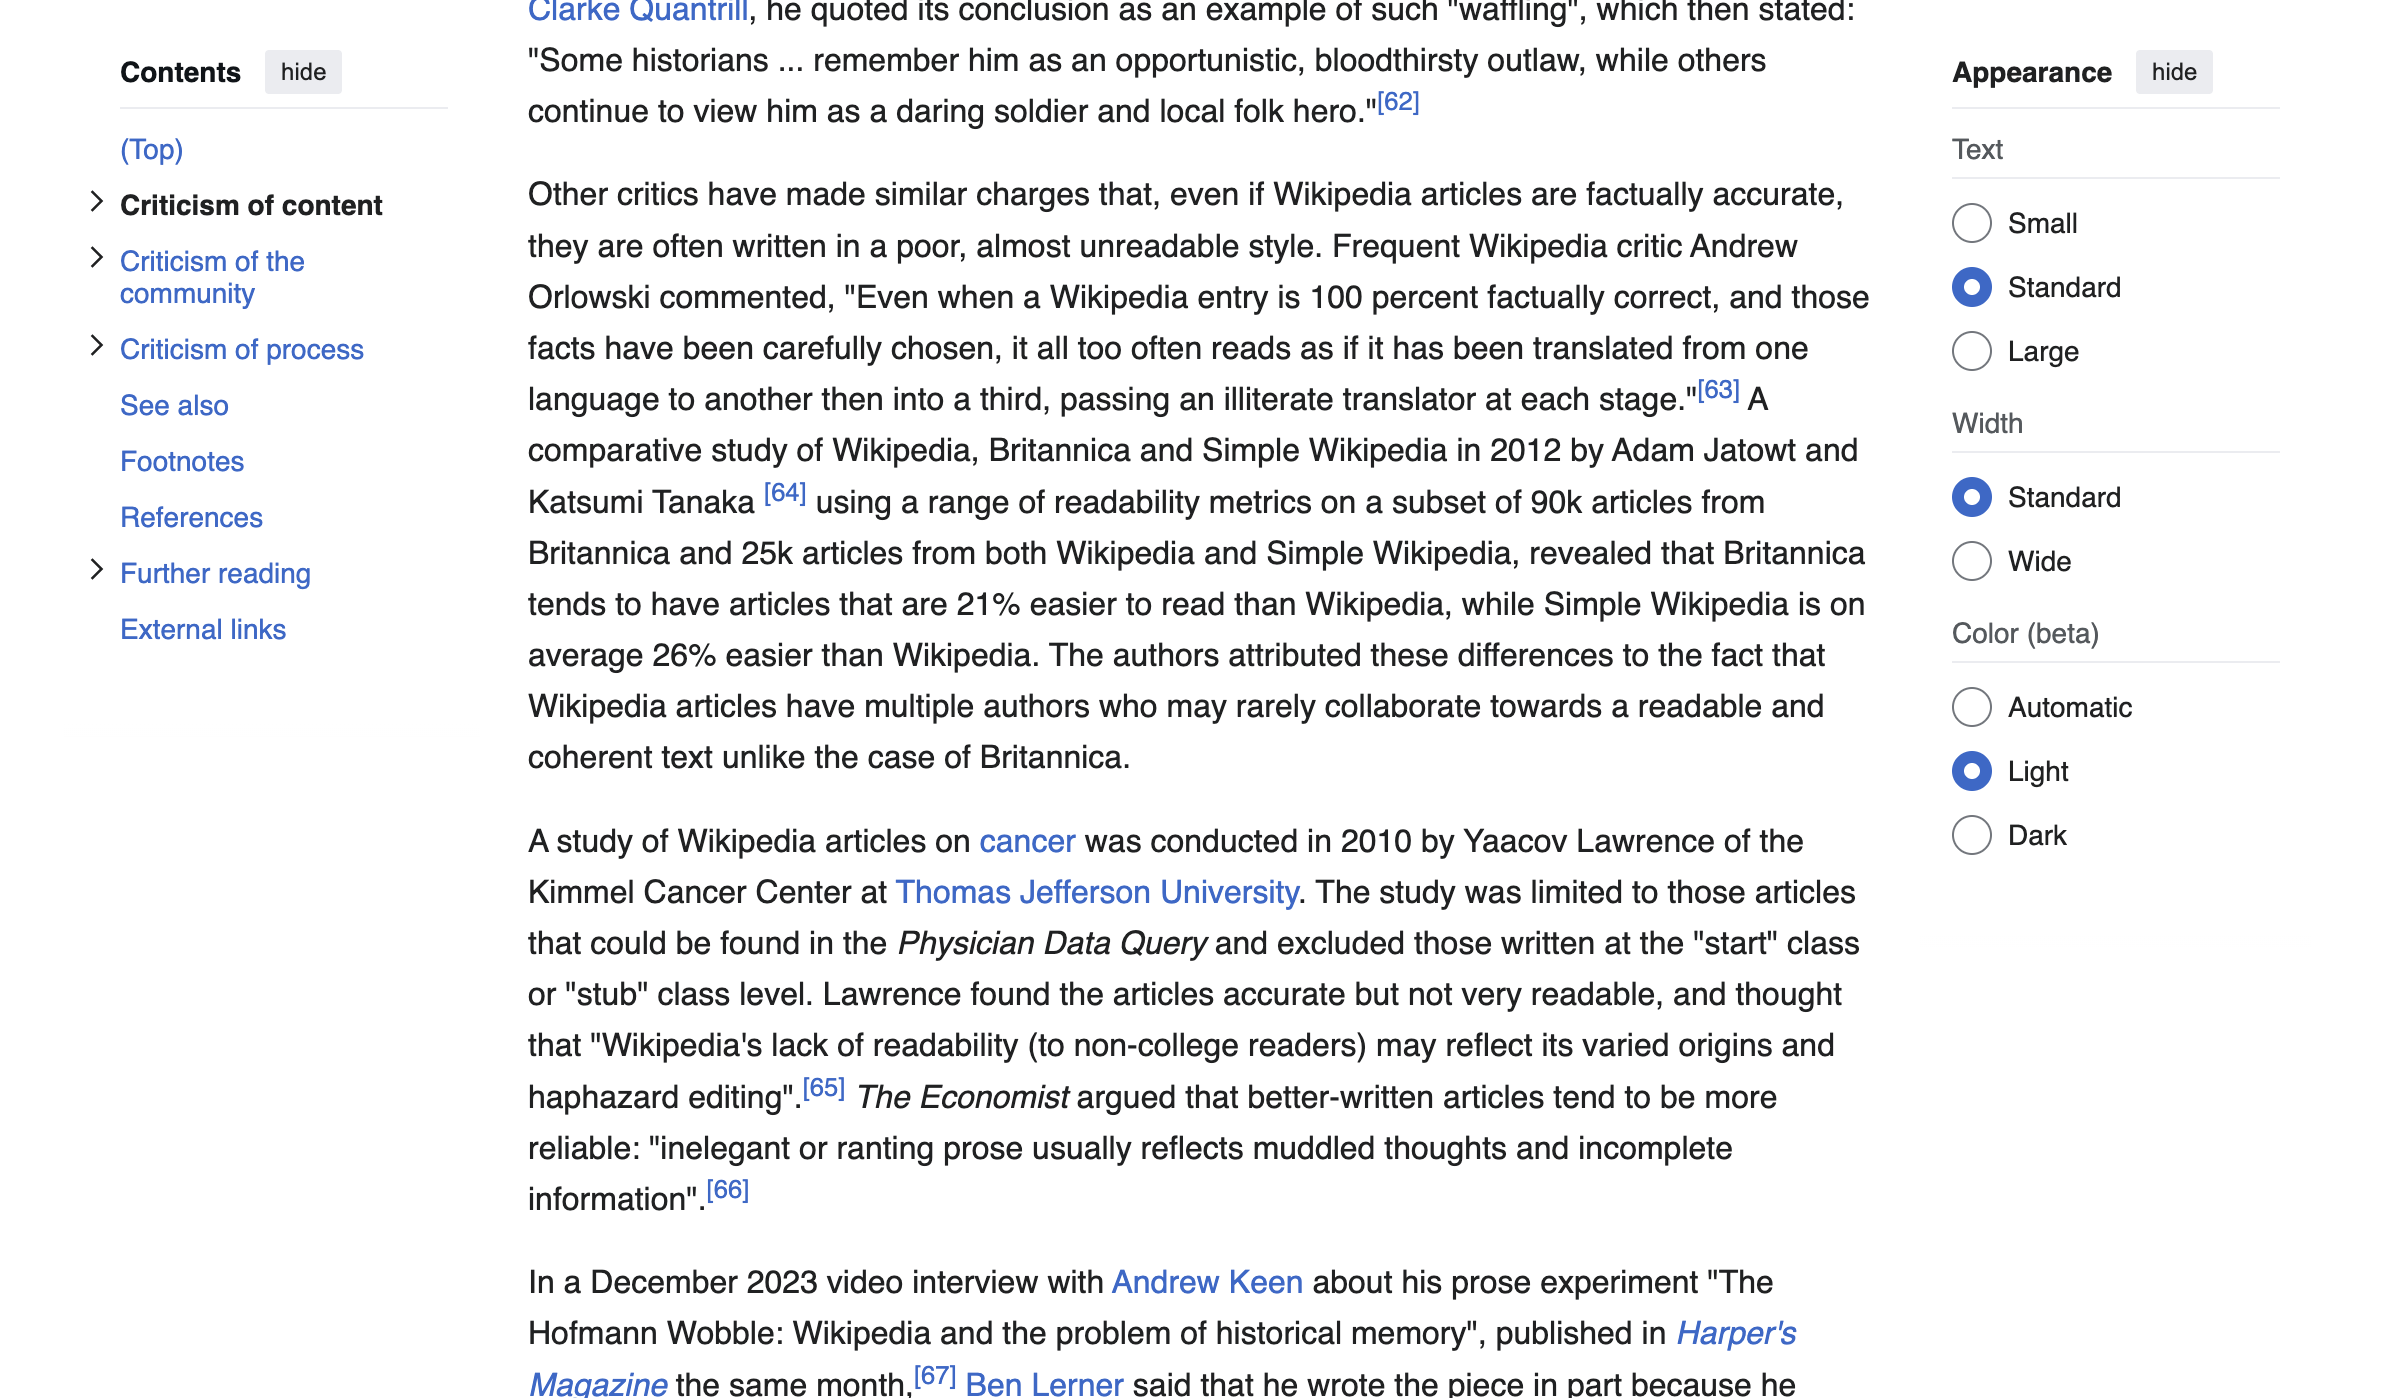 Contents hide
(Top)
Criticism of content
Criticism of the
community
Criticism of process
See also
Footnotes
References
Further reading
External links
Clarke Quantrill, he quoted its conclusion as an example of such "waffling", which then stated:
"Some historians ... remember him as an opportunistic, bloodthirsty outlaw, while others
continue to view him as a daring soldier and local folk hero."[62]
Other critics have made similar charges that, even if Wikipedia articles are factually accurate,
they are often written in a poor, almost unreadable style. Frequent Wikipedia critic Andrew
Orlowski commented, "Even when a Wikipedia entry is 100 percent factually correct, and those
facts have been carefully chosen, it all too often reads as if it has been translated from one
language to another then into a third, passing an illiterate translator at each stage."[63] A
comparative study of Wikipedia, Britannica and Simple Wikipedia in 2012 by Adam Jatowt and
Katsumi Tanaka [64] using a range of readability metrics on a subset of 90k articles from
Britannica and 25k articles from both Wikipedia and Simple Wikipedia, revealed that Britannica
tends to have articles that are 21% easier to read than Wikipedia, while Simple Wikipedia is on
average 26% easier than Wikipedia. The authors attributed these differences to the fact that
Wikipedia articles have multiple authors who may rarely collaborate towards a readable and
coherent text unlike the case of Britannica.
A study of Wikipedia articles on cancer was conducted in 2010 by Yaacov Lawrence of the
Kimmel Cancer Center at Thomas Jefferson University. The study was limited to those articles
that could be found in the Physician Data Query and excluded those written at the "start" class
or "stub" class level. Lawrence found the articles accurate but not very readable, and thought
that "Wikipedia's lack of readability (to non-college readers) may reflect its varied origins and
haphazard editing".[65] The Economist argued that better-written articles tend to be more
reliable: "inelegant or ranting prose usually reflects muddled thoughts and incomplete
information".[66]
In a December 2023 video interview with Andrew Keen about his prose experiment "The
Hofmann Wobble: Wikipedia and the problem of historical memory", published in Harper's
Magazine the same month,[67] Ben Lerner said that he wrote the piece in part because he
Appearance hide
Text
Small
Standard
Large
Width
Standard
Wide
Color (beta)
Automatic
Light
Dark